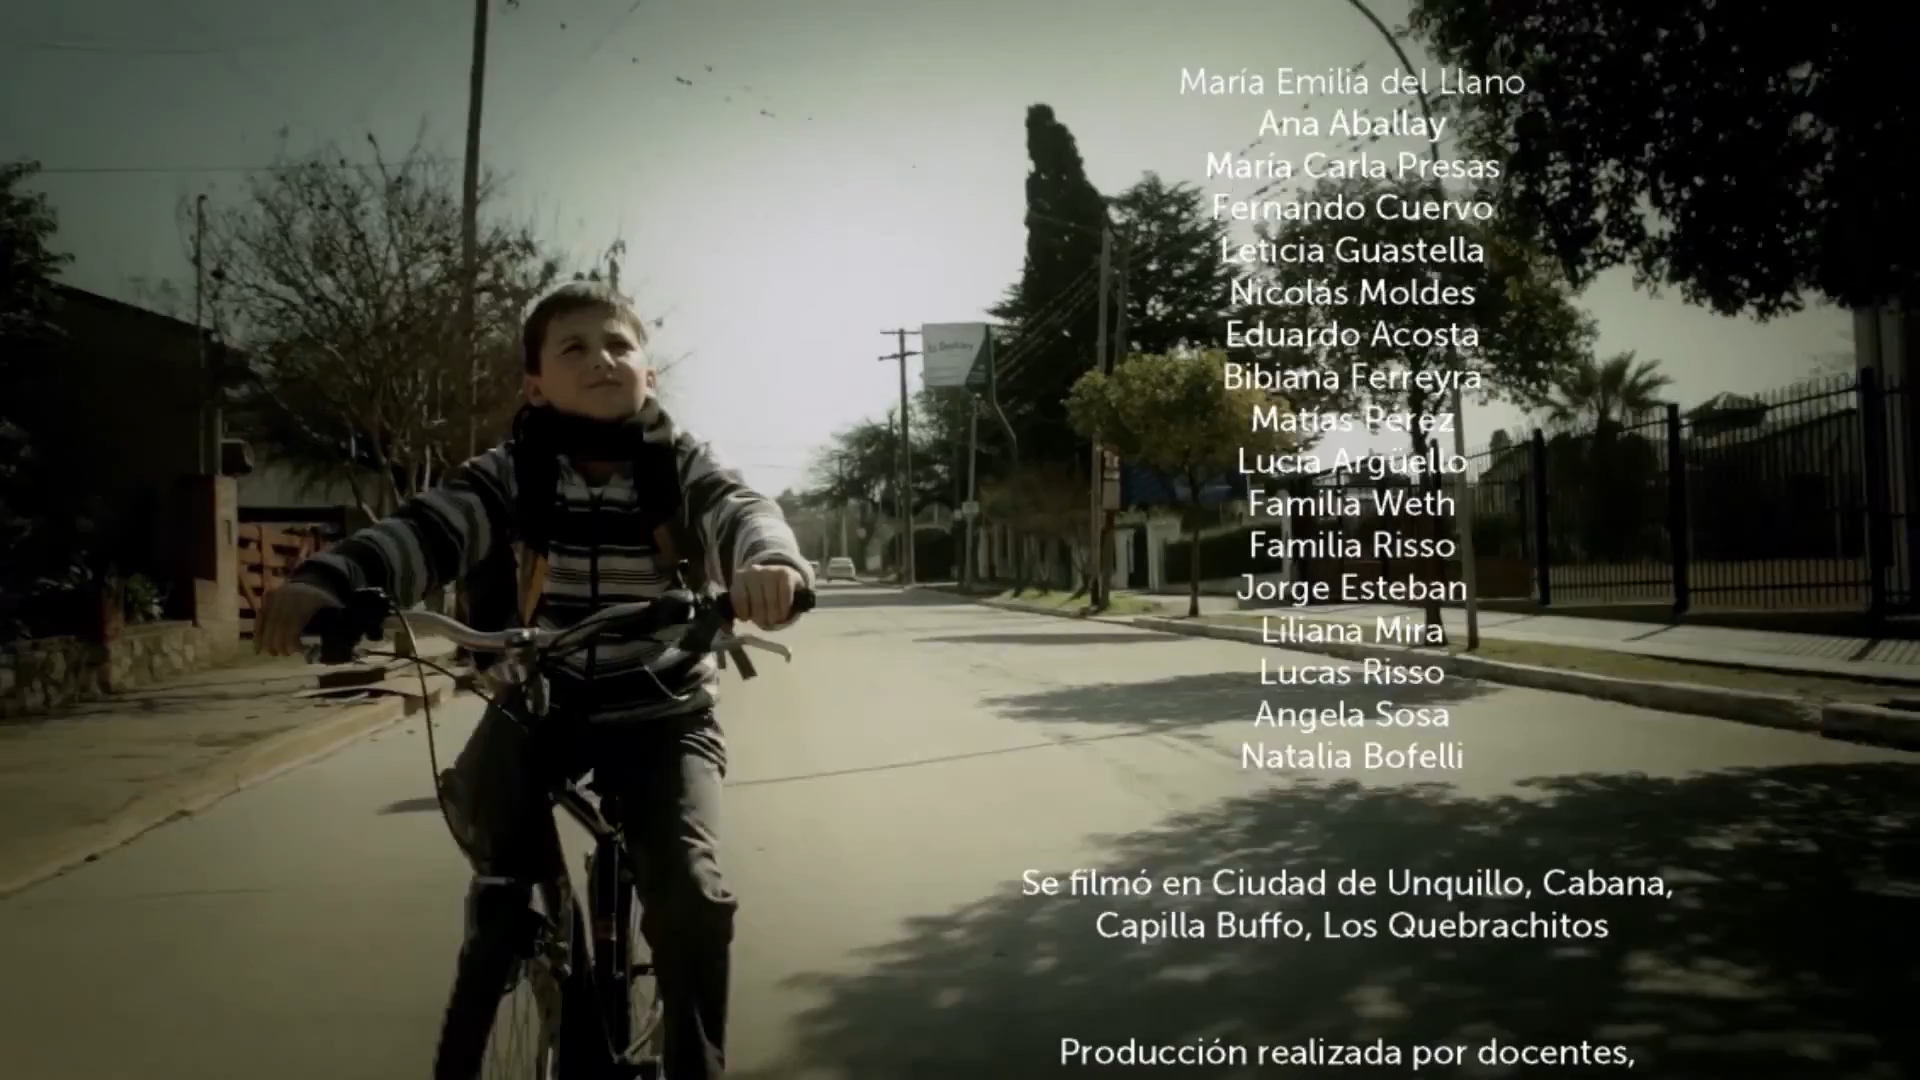 María Emilia del Llano
Ana Aballay
María Carla Presas
Fernando Cuervo
Leticia Guastella
Nicolás Moldes
Eduardo Acosta
Bibiana Ferreyra
Matías Pérez
Lucía Argüello
Familia Weth
Familia Risso
Jorge Esteban
Liliana Mira
Lucas Risso
Angela Sosa
Natalia Bofelli
Se filmó en Ciudad de Unquillo, Cabana,
Capilla Buffo, Los Quebrachitos
Producción realizada por docentes,